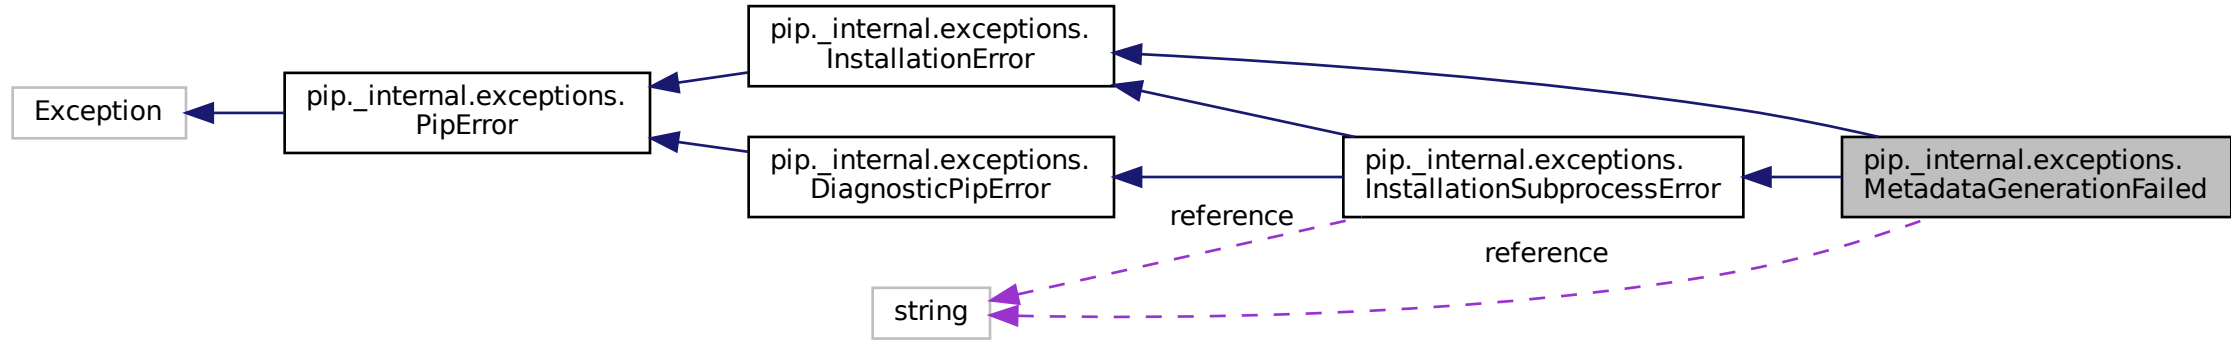 Exception
pip._internal.exceptions.
PipError
pip._internal.exceptions.
InstallationError
pip._internal.exceptions.
DiagnosticPipError
pip._internal.exceptions.
InstallationSubprocessError
pip._internal.exceptions.
MetadataGenerationFailed
reference
reference
string